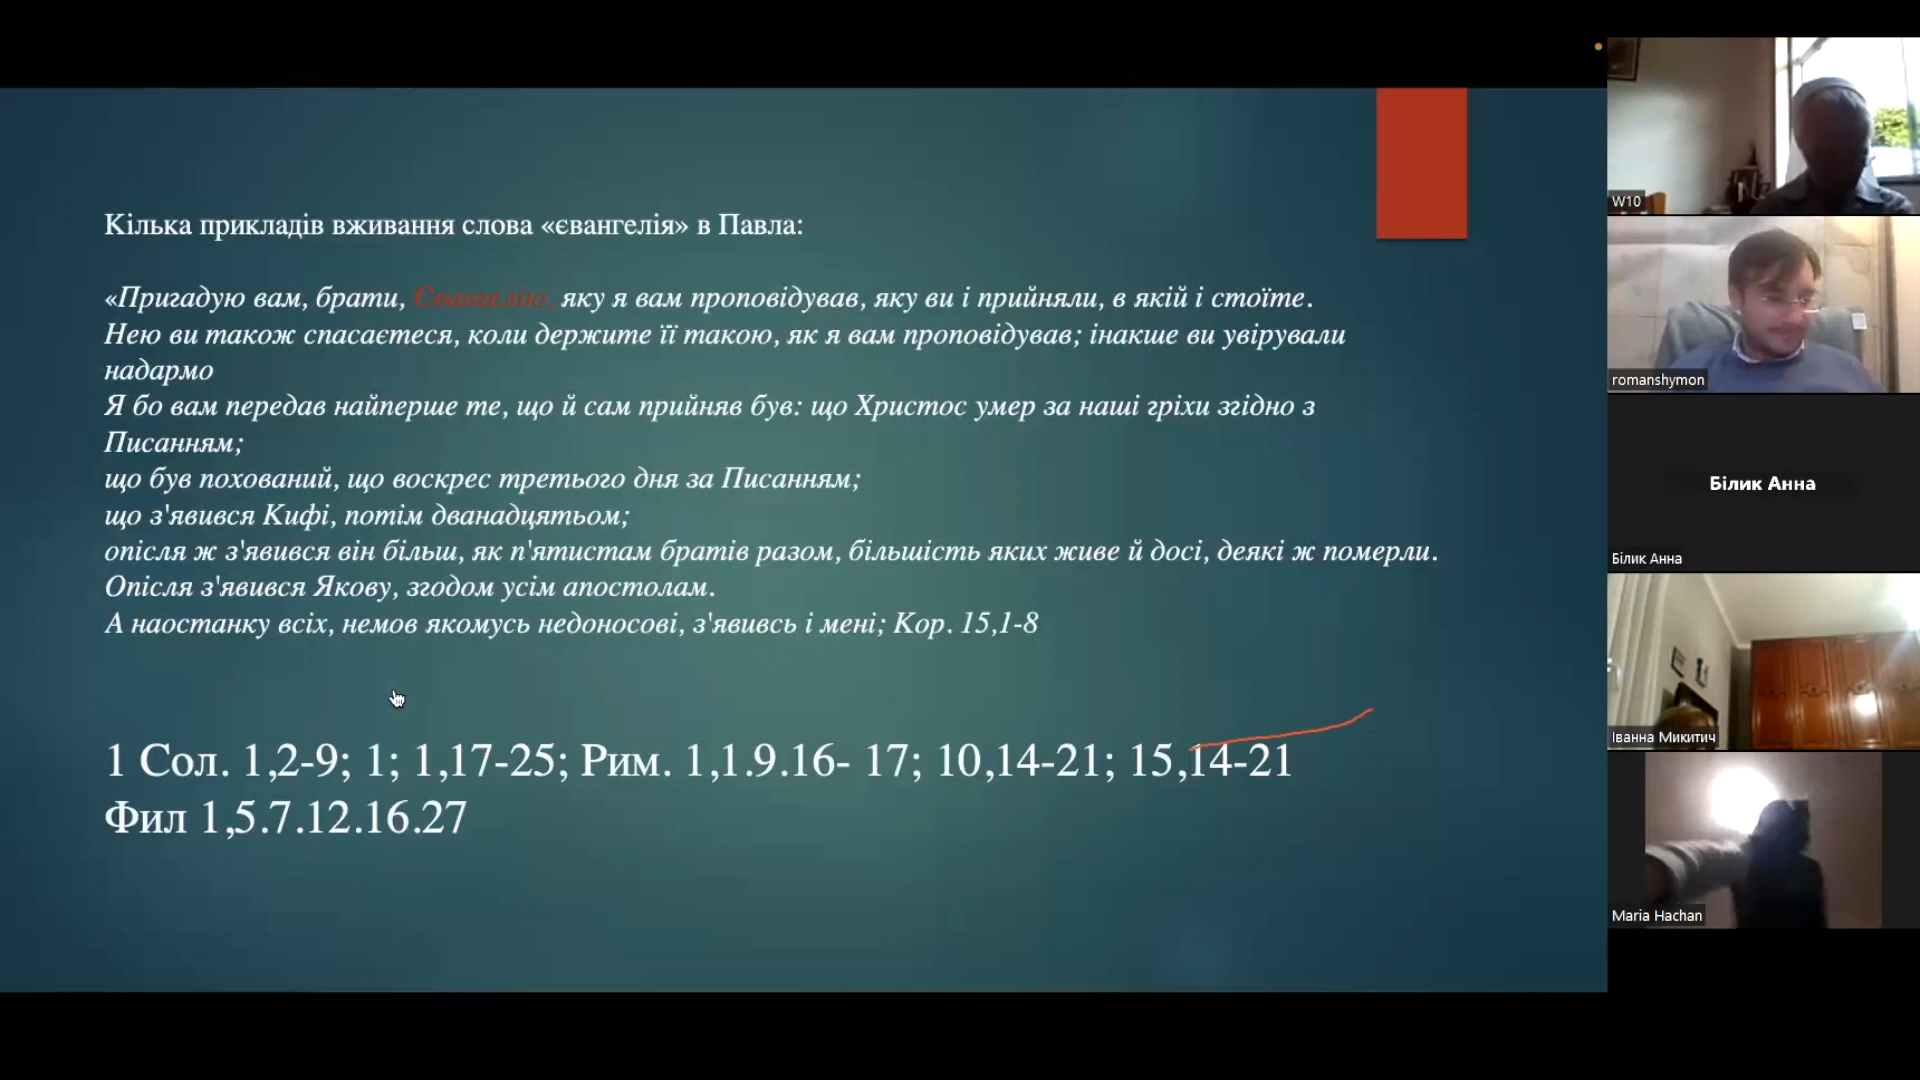 Кілька прикладів вживання слова «євангелія» в Павла:
«Пригадую вам, брати, Євангелію, яку я вам проповідував, яку ви і прийняли, в якій і стоїте.
Нею ви також спасаєтеся, коли держите її такою, як я вам проповідував; інакше ви увірували
надармо
Я бо вам передав найперше те, що й сам прийняв був: що Христос умер за наші гріхи згідно з
Писанням;
що був похований, що воскрес третього дня за Писанням;
що з'явився Кифі, потім дванадцятьом;
опісля ж з'явився він більш, як п'ятистам братів разом, більшість яких живе й досі, деякі ж померли.
Опісля з'явився Якову, згодом усім апостолам.
А наостанку всіх, немов якомусь недоносові, з'вивсь і мені; Кор. 15,1-8
1 Сол. 1,2-9; 1; 1,17-25; Рим. 1,1.9.16- 17; 10,14-21; 15,14-21
Фил 1,5.7.12.16.27
W10
romanshymon
Білик Анна
Білик Анна
Іванна Микитич
Maria Hachan